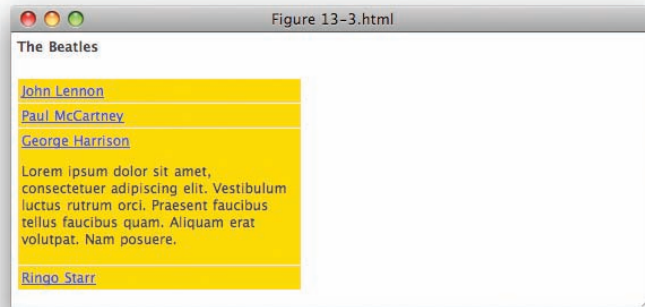 Figure 13-3.html
The Beatles
John Lennon
Paul McCartney
George Harrison
Lorem ipsum dolor sit amet,
consectetuer adipiscing elit. Vestibulum
luctus rutrum orci. Praesent faucibus
tellus faucibus quam. Aliquam erat
volutpat. Nam posuere.
Ringo Starr